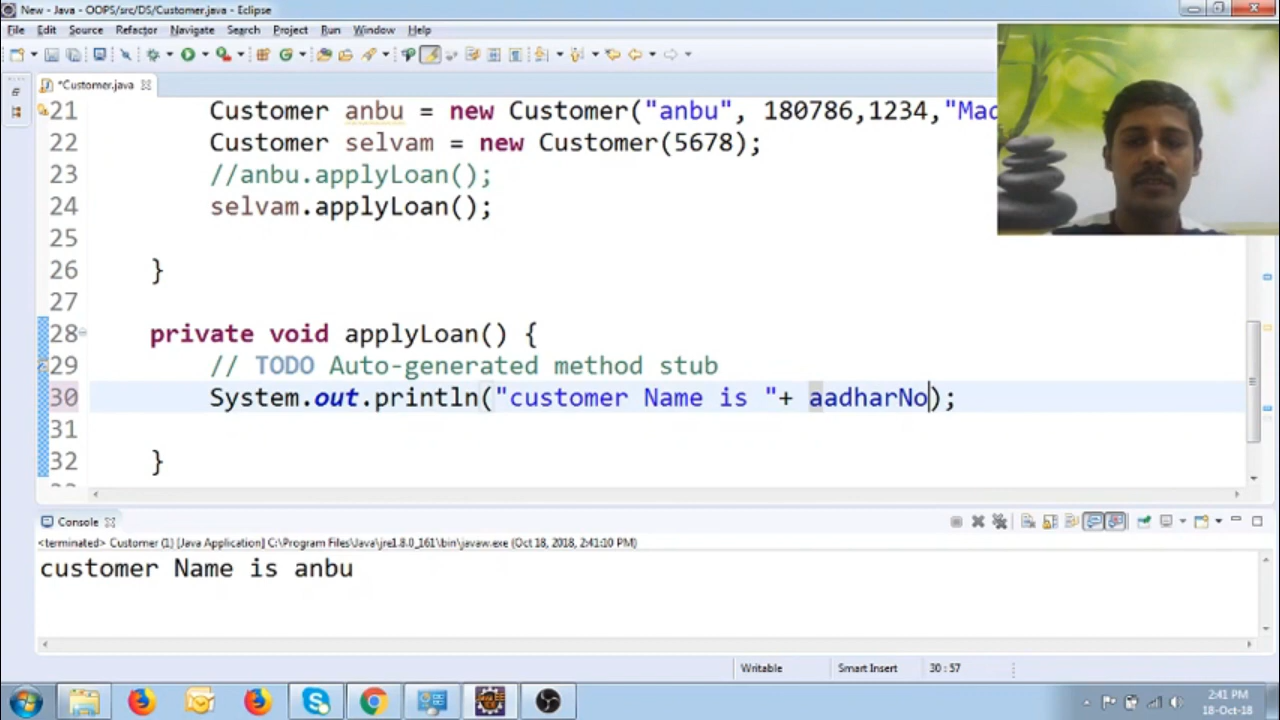 New - Java - OOPS/src/DS/Customer.java - Eclipse
File Edit Source Refactor Navigate Search Project Run Window Help
*Customer.java
21 Customer anbu = new Customer("anbu", 180786,1234,"Mad
22 Customer selvam = new Customer(5678);
23 //anbu.applyLoan();
24 selvam.applyLoan();
25
26 }
27
28 private void applyLoan() {
29 // TODO Auto-generated method stub
30 System.out.println("customer Name is "+ aadharNo);
31
32 }
Console
<terminated> Customer (1) [Java Application] C:\Program Files\Java\jre1.8.0_161\bin\javaw.exe (Oct 18, 2018, 2:41:10 PM)
customer Name is anbu
Writable Smart Insert 30 : 57
2:41 PM
18-Oct-18